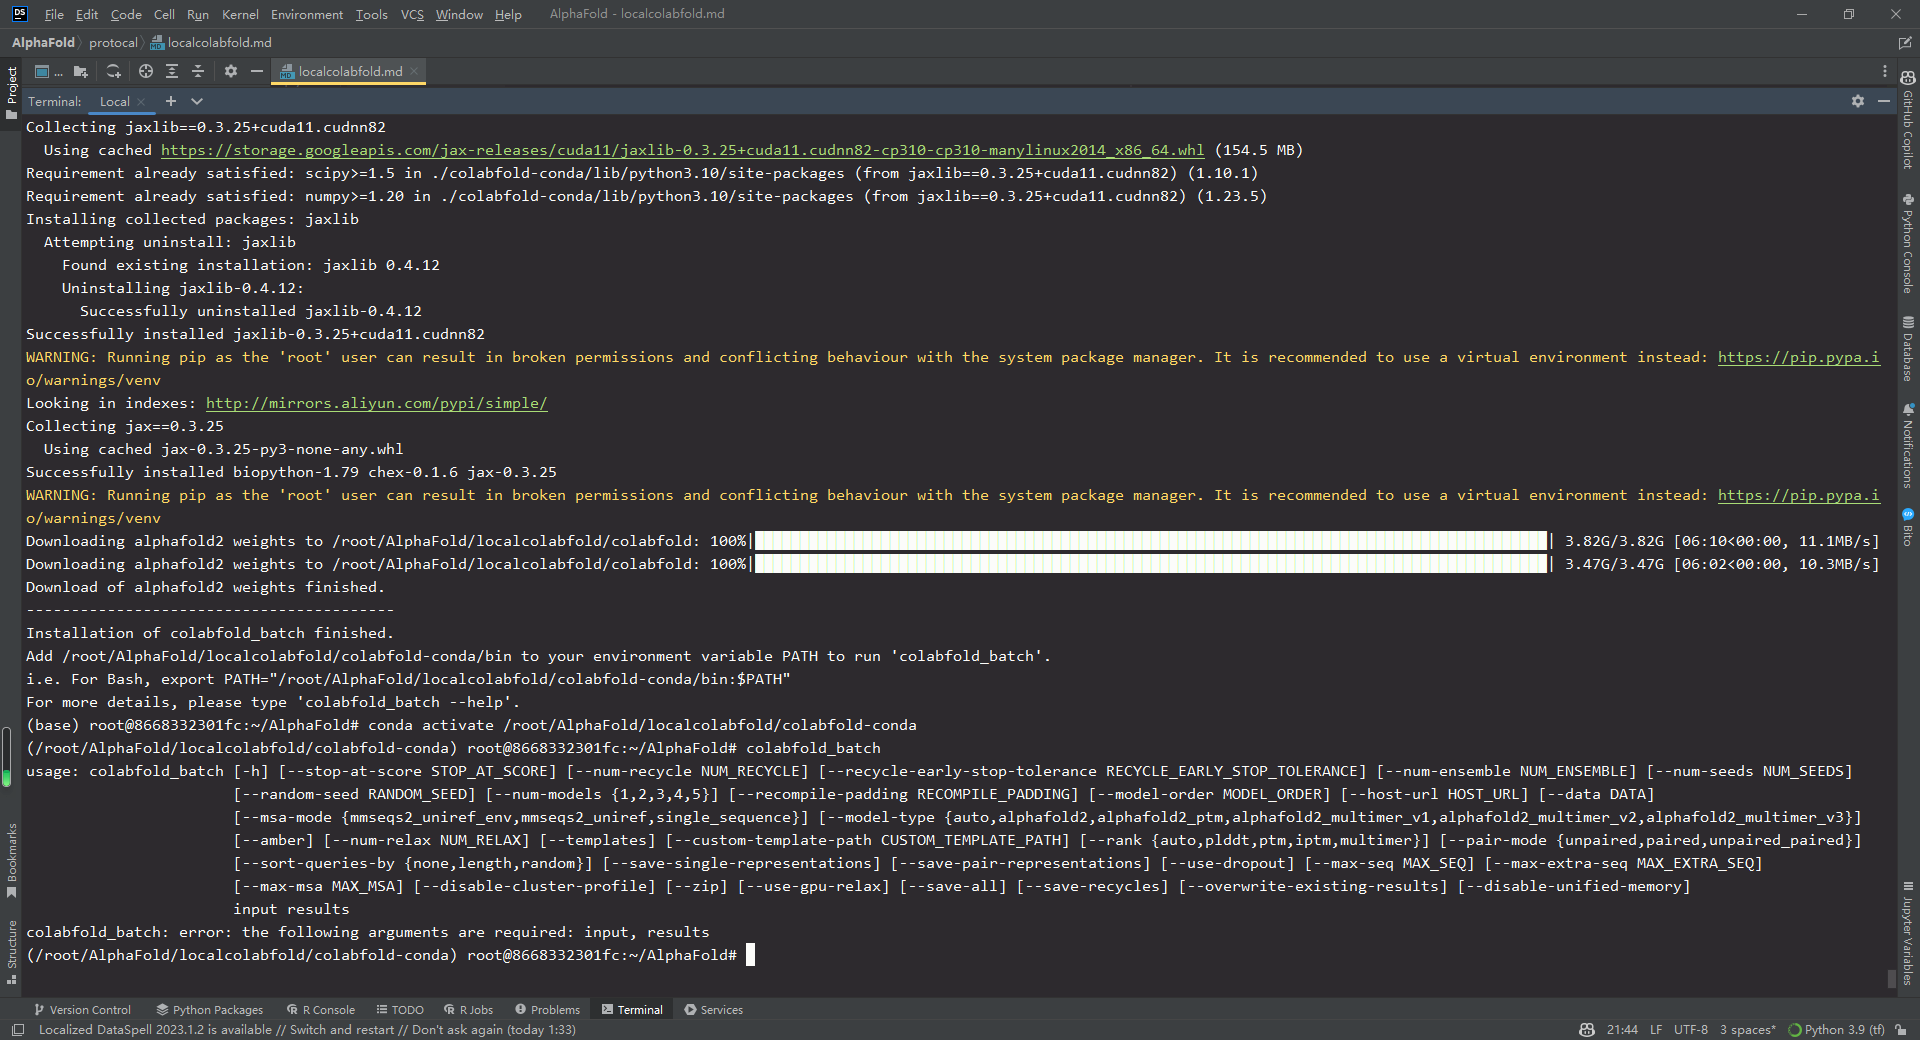 DS File Edit Code Cell Run Kernel Environment Tools VCS Window Help AlphaFold - localcolabfold.md
AlphaFold protocal localcolabfold.md
Project ... localcolabfold.md
Terminal: Local
Collecting jaxlib==0.3.25+cuda11.cudnn82
Using cached https://storage.googleapis.com/jax-releases/cuda11/jaxlib-0.3.25+cuda11.cudnn82-cp310-cp310-manylinux2014_x86_64.whl (154.5 MB)
Requirement already satisfied: scipy>=1.5 in ./colabfold-conda/lib/python3.10/site-packages (from jaxlib==0.3.25+cuda11.cudnn82) (1.10.1)
Requirement already satisfied: numpy>=1.20 in ./colabfold-conda/lib/python3.10/site-packages (from jaxlib==0.3.25+cuda11.cudnn82) (1.23.5)
Installing collected packages: jaxlib
Attempting uninstall: jaxlib
Found existing installation: jaxlib 0.4.12
Uninstalling jaxlib-0.4.12:
Successfully uninstalled jaxlib-0.4.12
Successfully installed jaxlib-0.3.25+cuda11.cudnn82
WARNING: Running pip as the 'root' user can result in broken permissions and conflicting behaviour with the system package manager. It is recommended to use a virtual environment instead: https://pip.pypa.i
o/warnings/venv
Looking in indexes: http://mirrors.aliyun.com/pypi/simple/
Collecting jax==0.3.25
Using cached jax-0.3.25-py3-none-any.whl
Successfully installed biopython-1.79 chex-0.1.6 jax-0.3.25
WARNING: Running pip as the 'root' user can result in broken permissions and conflicting behaviour with the system package manager. It is recommended to use a virtual environment instead: https://pip.pypa.i
o/warnings/venv
Downloading alphafold2 weights to /root/AlphaFold/localcolabfold/colabfold: 100%| | 3.82G/3.82G [06:10<00:00, 11.1MB/s]
Downloading alphafold2 weights to /root/AlphaFold/localcolabfold/colabfold: 100%| | 3.47G/3.47G [06:02<00:00, 10.3MB/s]
Download of alphafold2 weights finished.
-----------------------------------------
Installation of colabfold_batch finished.
Add /root/AlphaFold/localcolabfold/colabfold-conda/bin to your environment variable PATH to run 'colabfold_batch'.
i.e. For Bash, export PATH="/root/AlphaFold/localcolabfold/colabfold-conda/bin:$PATH"
For more details, please type 'colabfold_batch --help'.
(base) root@8668332301fc:~/AlphaFold# conda activate /root/AlphaFold/localcolabfold/colabfold-conda
(/root/AlphaFold/localcolabfold/colabfold-conda) root@8668332301fc:~/AlphaFold# colabfold_batch
usage: colabfold_batch [-h] [--stop-at-score STOP_AT_SCORE] [--num-recycle NUM_RECYCLE] [--recycle-early-stop-tolerance RECYCLE_EARLY_STOP_TOLERANCE] [--num-ensemble NUM_ENSEMBLE] [--num-seeds NUM_SEEDS]
[--random-seed RANDOM_SEED] [--num-models {1,2,3,4,5}] [--recompile-padding RECOMPILE_PADDING] [--model-order MODEL_ORDER] [--host-url HOST_URL] [--data DATA]
[--msa-mode {mmseqs2_uniref_env,mmseqs2_uniref,single_sequence}] [--model-type {auto,alphafold2,alphafold2_ptm,alphafold2_multimer_v1,alphafold2_multimer_v2,alphafold2_multimer_v3}]
[--amber] [--num-relax NUM_RELAX] [--templates] [--custom-template-path CUSTOM_TEMPLATE_PATH] [--rank {auto,plddt,ptm,iptm,multimer}] [--pair-mode {unpaired,paired,unpaired_paired}]
[--sort-queries-by {none,length,random}] [--save-single-representations] [--save-pair-representations] [--use-dropout] [--max-seq MAX_SEQ] [--max-extra-seq MAX_EXTRA_SEQ]
[--max-msa MAX_MSA] [--disable-cluster-profile] [--zip] [--use-gpu-relax] [--save-all] [--save-recycles] [--overwrite-existing-results] [--disable-unified-memory]
input results
colabfold_batch: error: the following arguments are required: input, results
(/root/AlphaFold/localcolabfold/colabfold-conda) root@8668332301fc:~/AlphaFold#
Bookmarks
Structure
GitHub Copilot
Python Console
Database
Notifications
Bito
Jupyter Variables
Version Control Python Packages R Console TODO R Jobs Problems Terminal Services
Localized DataSpell 2023.1.2 is available // Switch and restart // Don't ask again (today 1:33) 21:44 LF UTF-8 3 spaces* Python 3.9 (tf)